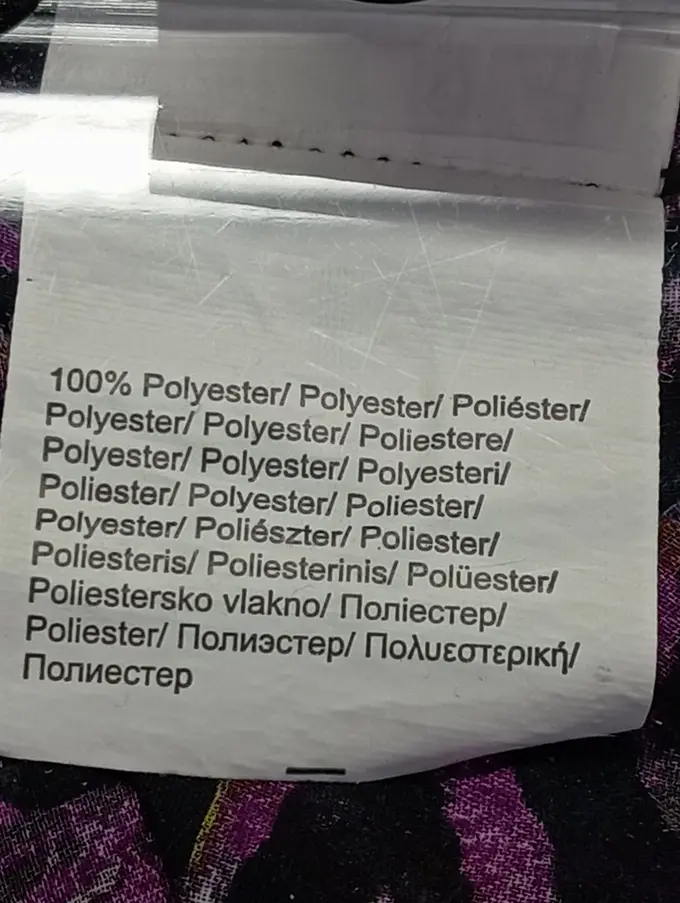 100% Polyester/ Polyester/ Poliéster/
Polyester/ Polyester/ Poliestere/
Polyester/ Polyester/ Polyesteri/
Poliester/ Polyester/ Poliester/
Polyester/ Poliészter/ Poliester/
Poliesteris/ Poliesterinis/ Polüester/
Poliestersko vlakno/ Поліестер/
Poliester/ Полиэстер/ Πολυεστερική/
Полиестер